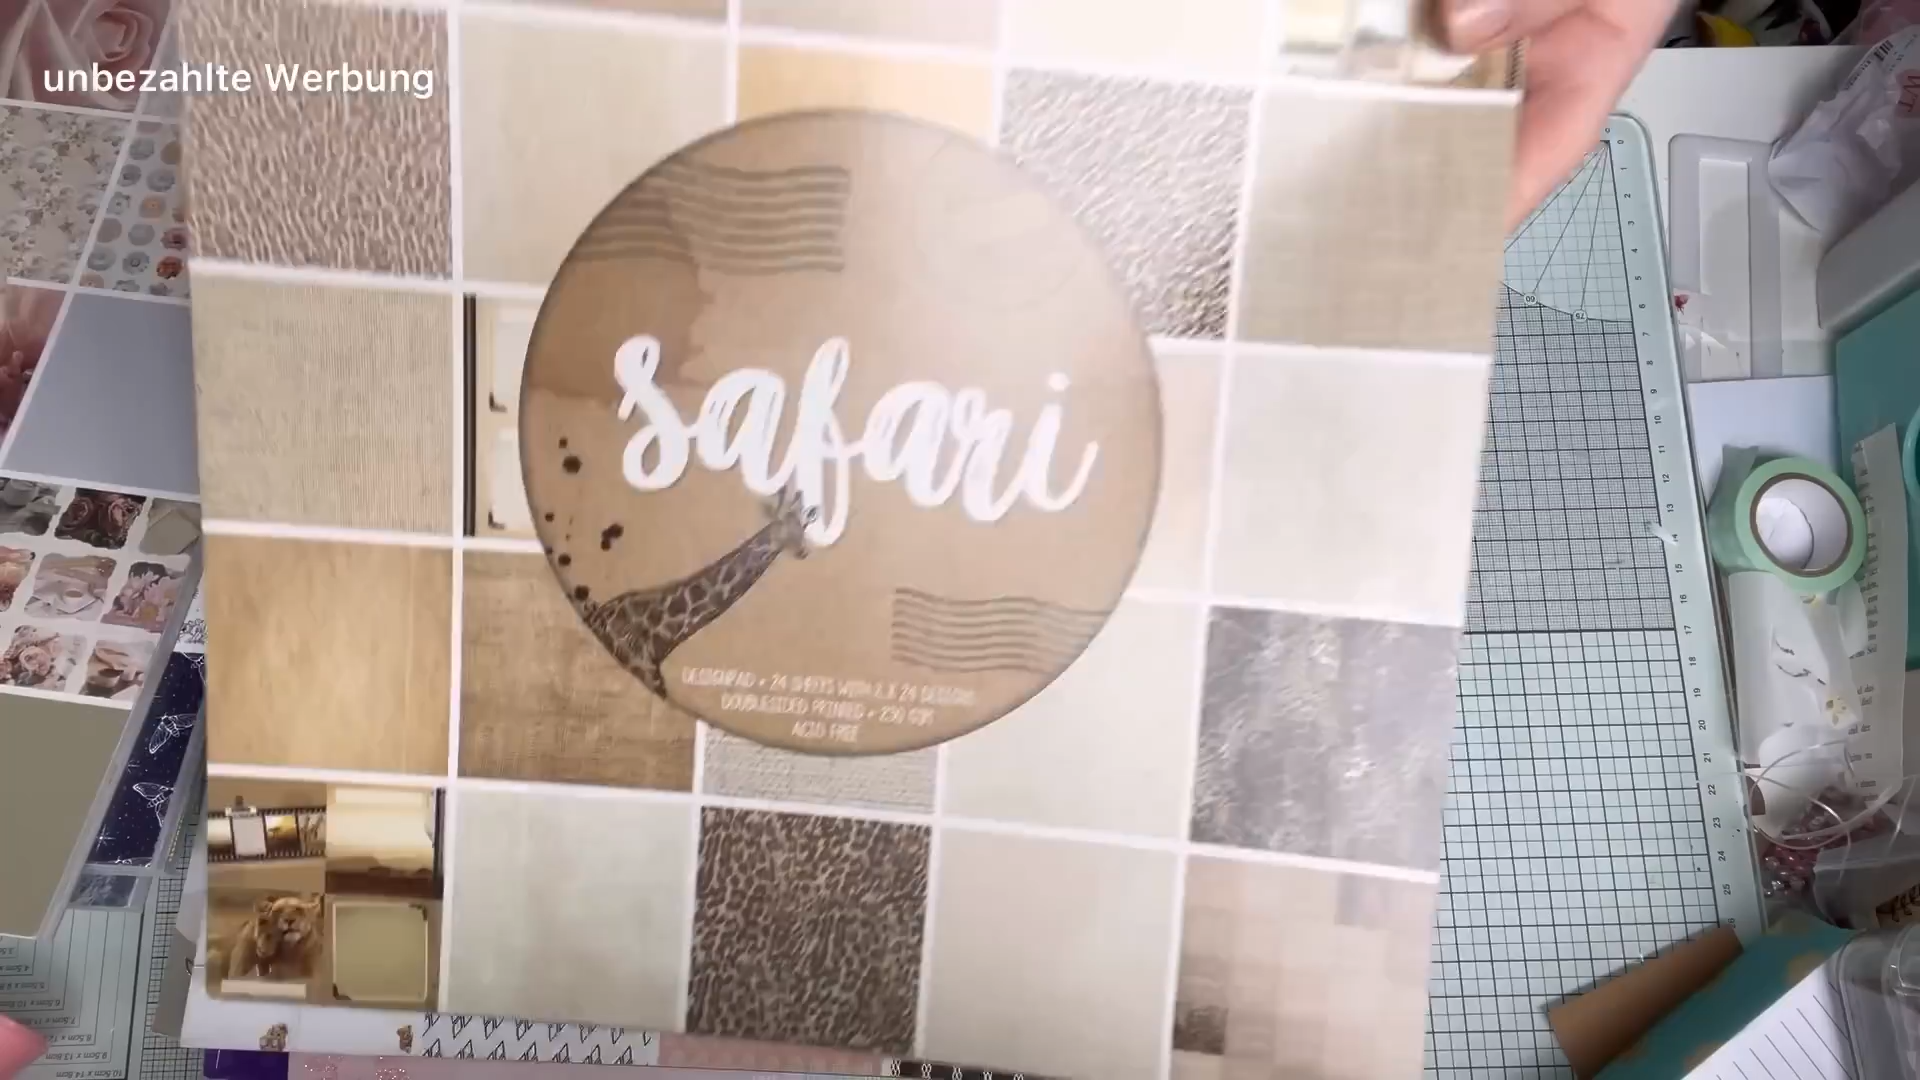 unbezahlte Werbung
safari
DESIGNPAD • 24 SHEETS WITH 2 X 24 DESIGNS
DOUBLESIDED PRINTED • 230 GSM
ACID FREE